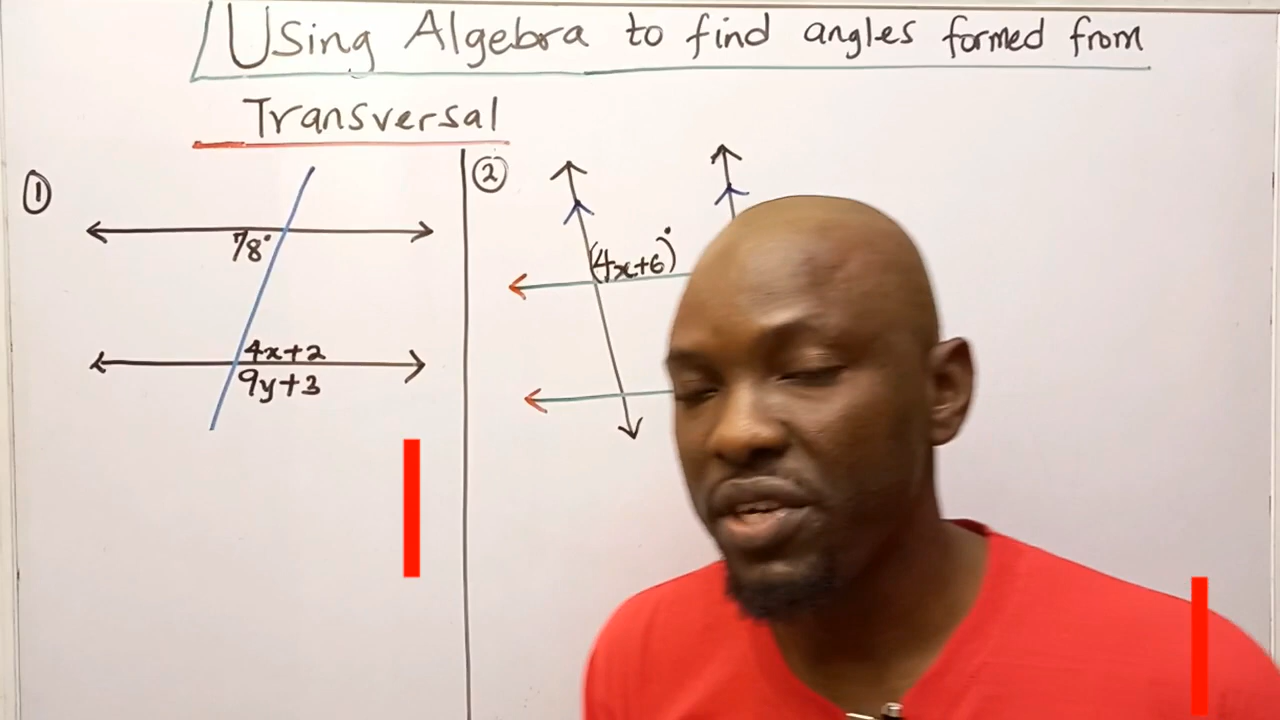 Using Algebra to find angles formed from
Transversal
1
78°
4x+2
9y+3
2
(4x+6)°